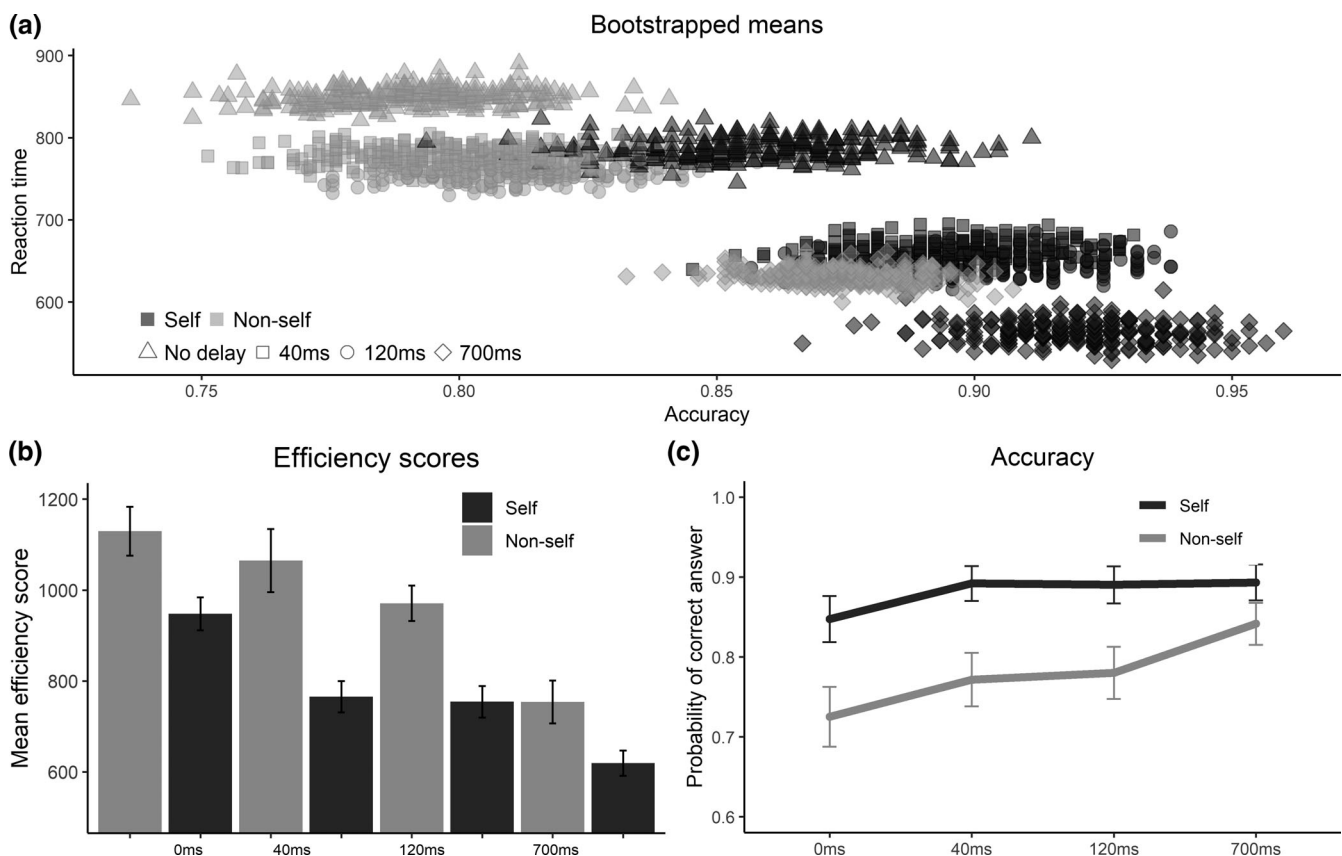 (a)
Bootstrapped means
900
800
700
600
Reaction time
Self Non-self
No delay 40ms 120ms 700ms
0.75 0.80 0.85 0.90 0.95
Accuracy
(b)
Efficiency scores
1200
1000
800
600
Mean efficiency score
Self
Non-self
0ms 40ms 120ms 700ms
(c)
Accuracy
1.0
0.9
0.8
0.7
0.6
Probability of correct answer
Self
Non-self
0ms 40ms 120ms 700ms